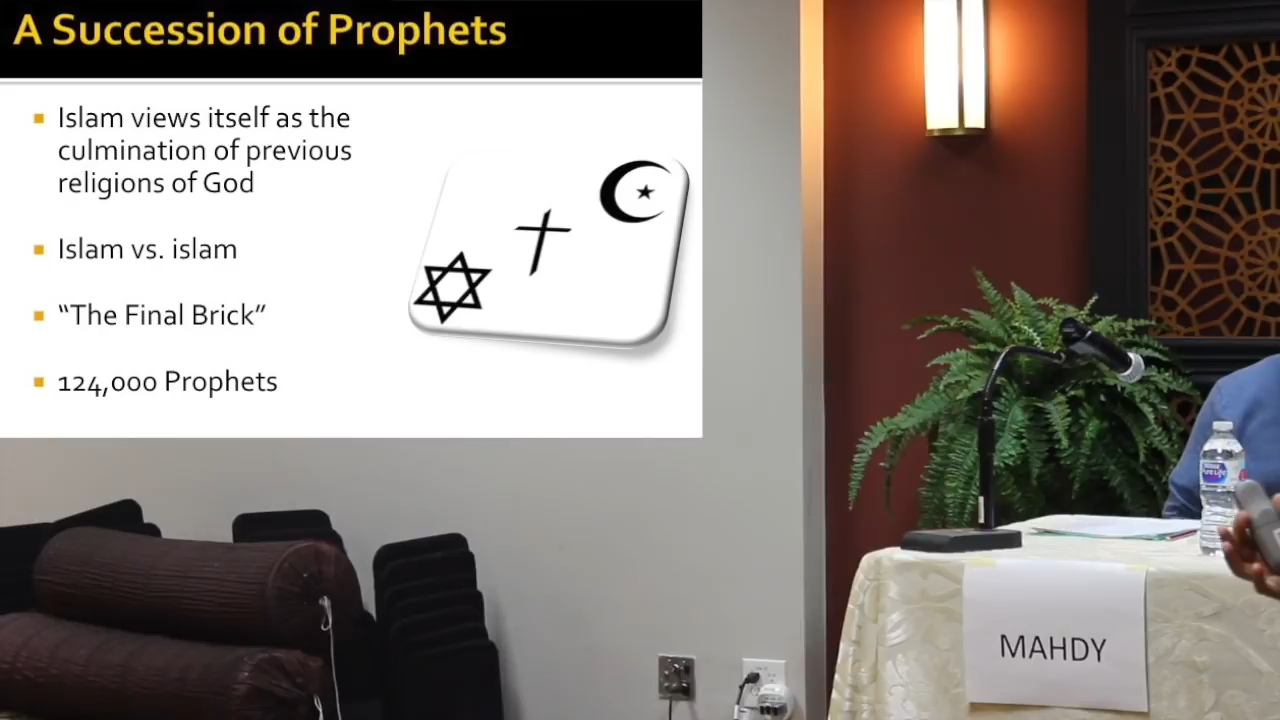 A Succession of Prophets
Islam views itself as the
culmination of previous
religions of God
Islam vs. islam
“The Final Brick”
124,000 Prophets
MAHDY